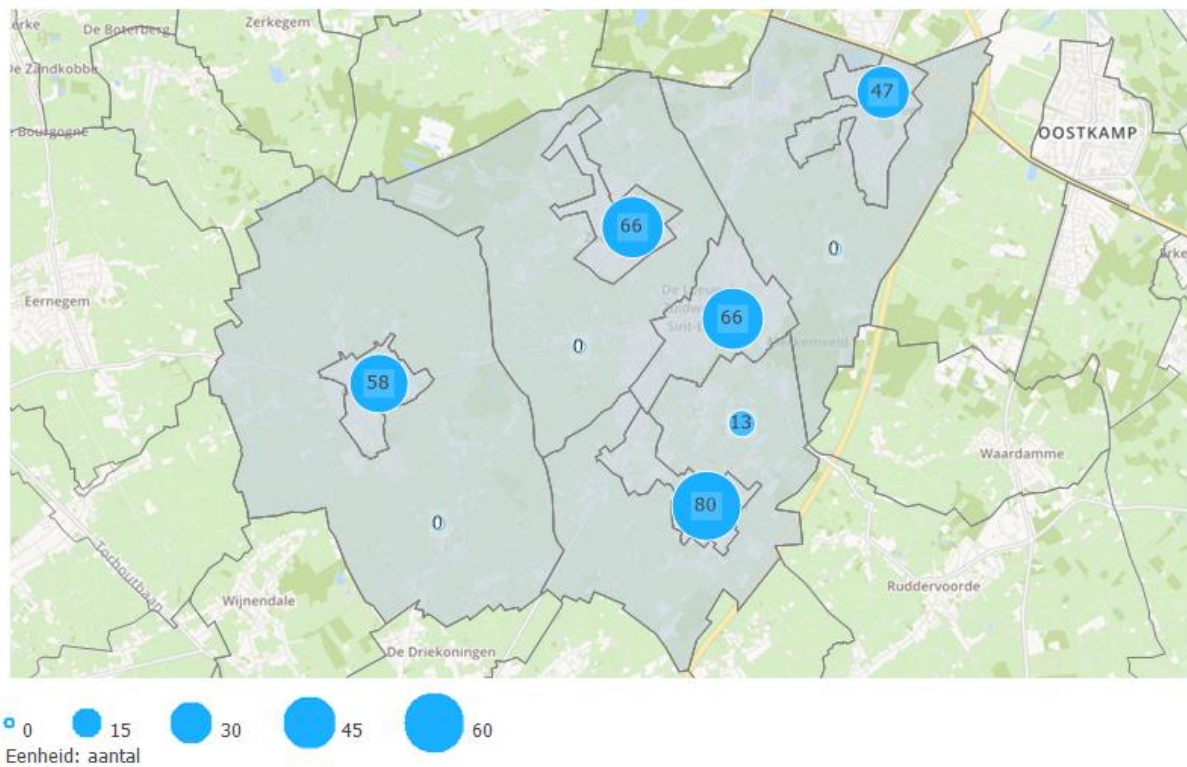 Zerkegem
De Boterberg
De Zandkobbe
Bourgogne
47
OOSTKAMP
66
0
66
Eernegem
0
58
13
Waardamme
80
0
Torhoutbaan
Ruddervoorde
Wijnendale
De Driekoningen
0 15 30 45 60
Eenheid: aantal